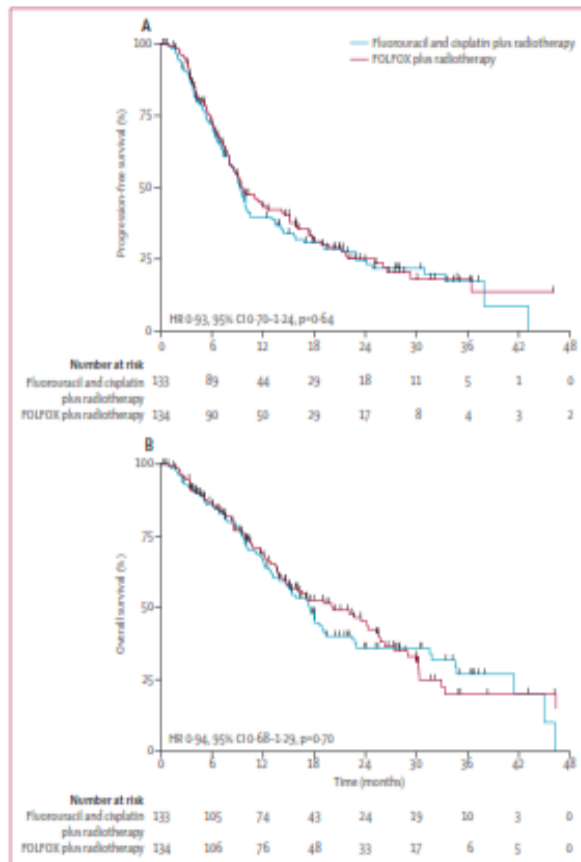 A
Fluorouracil and cisplatin plus radiotherapy
FOLFOX plus radiotherapy
Progression-free survival (%)
100
75
50
25
0
HR 0·93, 95% CI 0·70–1·24, p=0·64
0 6 12 18 24 30 36 42 48
Number at risk
Fluorouracil and cisplatin 133 89 44 29 18 11 5 1 0
plus radiotherapy
FOLFOX plus radiotherapy 134 90 50 29 17 8 4 3 2
B
Overall survival (%)
100
75
50
25
0
HR 0·94, 95% CI 0·68–1·29, p=0·70
0 6 12 18 24 30 36 42 48
Time (months)
Number at risk
Fluorouracil and cisplatin 133 105 74 43 24 19 10 3 0
plus radiotherapy
FOLFOX plus radiotherapy 134 106 76 48 33 17 6 5 0